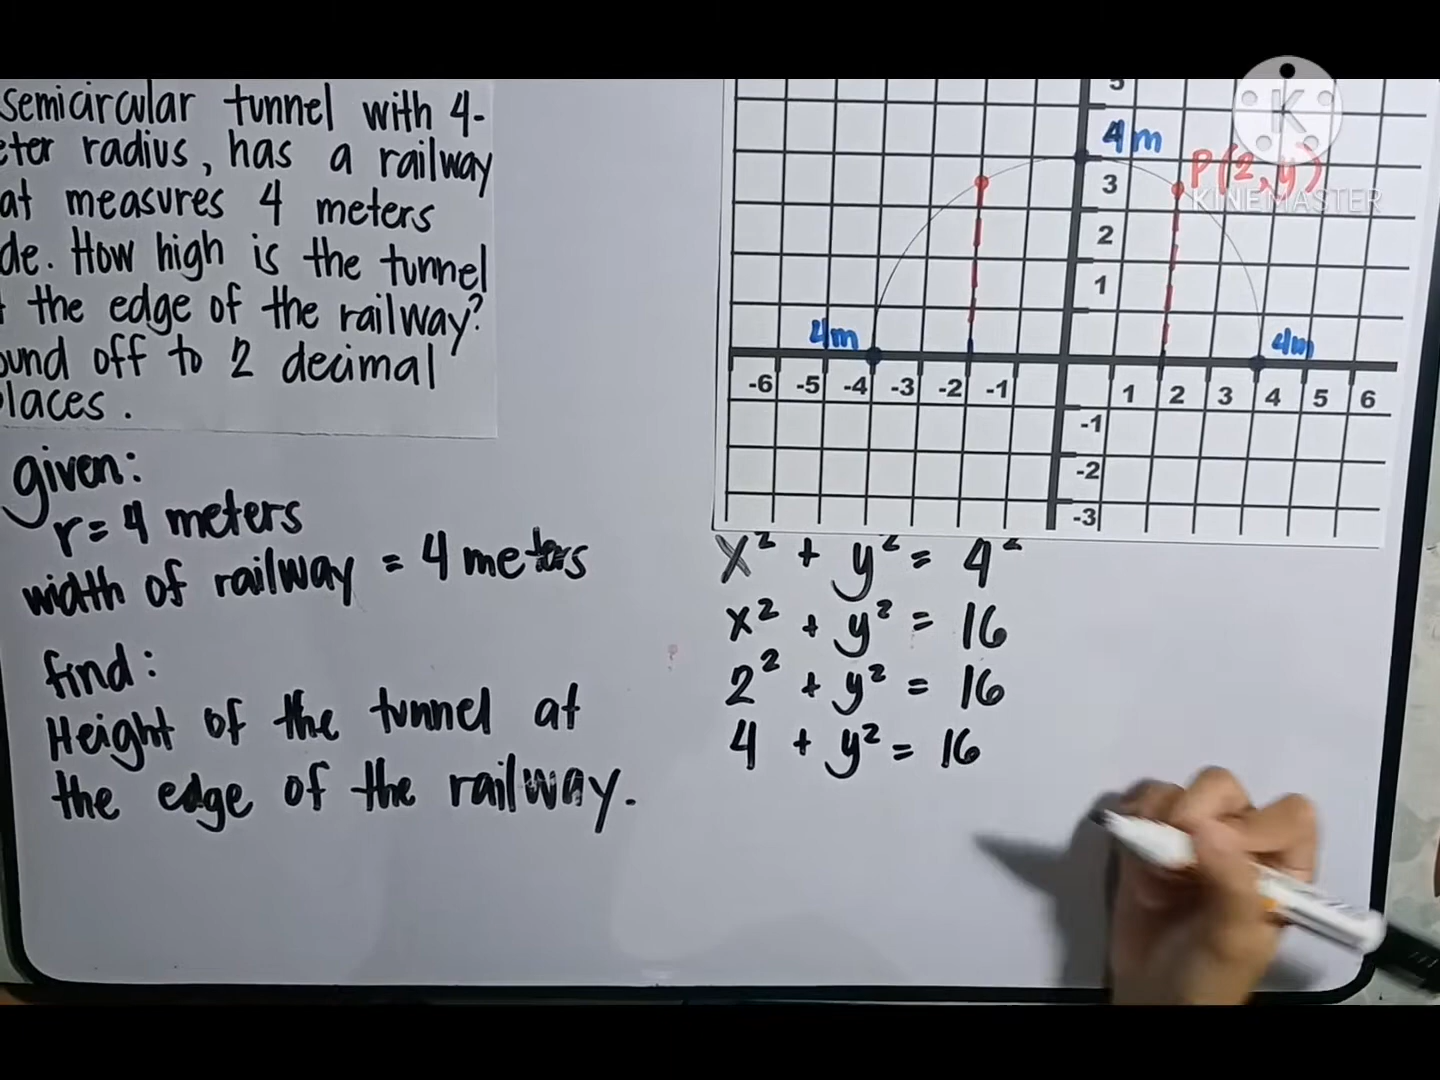 semicircular tunnel with 4-
eter radius, has a railway
at measures 4 meters
de. How high is the tunnel
the edge of the railway?
ound off to 2 decimal
laces.
given:
r = 4 meters
width of railway = 4 meters
find:
Height of the tunnel at
the edge of the railway.
5
4m
P(2, y)
3
2
1
4m
4m
-6 -5 -4 -3 -2 -1 1 2 3 4 5 6
-1
-2
-3
K
KINEMASTER
x² + y² = 4²
x² + y² = 16
2² + y² = 16
4 + y² = 16